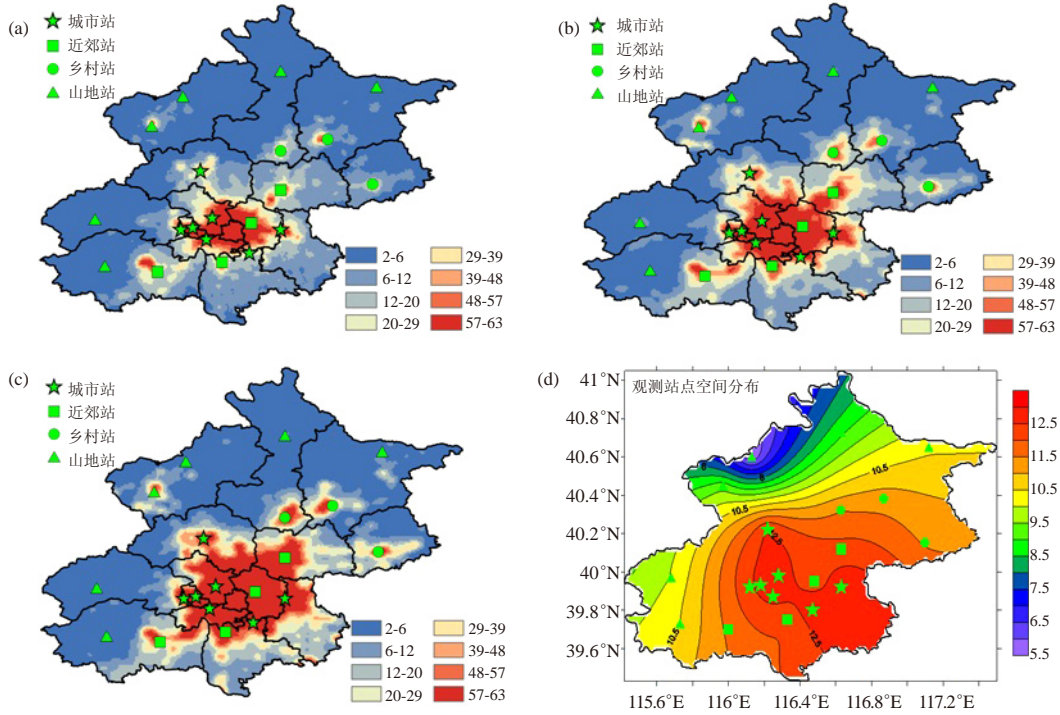 (a)
城市站
近郊站
乡村站
山地站
2-6
6-12
12-20
20-29
29-39
39-48
48-57
57-63
(b)
城市站
近郊站
乡村站
山地站
2-6
6-12
12-20
20-29
29-39
39-48
48-57
57-63
(c)
城市站
近郊站
乡村站
山地站
2-6
6-12
12-20
20-29
29-39
39-48
48-57
57-63
(d)
观测站点空间分布
41°N
40.8°N
40.6°N
40.4°N
40.2°N
40°N
39.8°N
39.6°N
115.6°E
116°E
116.4°E
116.8°E
117.2°E
10.5
10.5
12.5
10.5
12.5
12.5
11.5
10.5
9.5
8.5
7.5
6.5
5.5